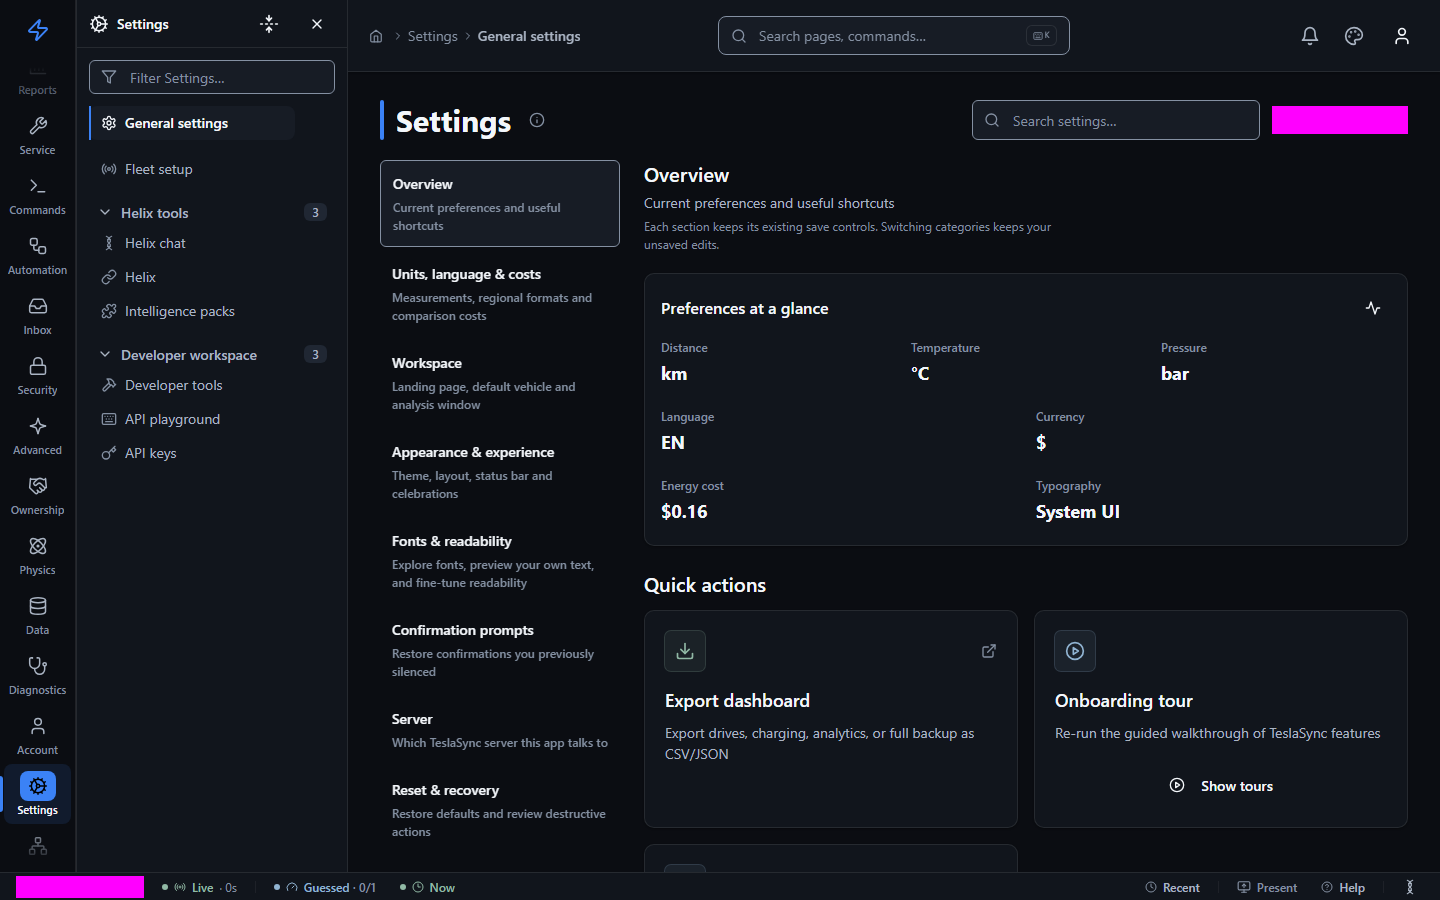 Reports
Service
Commands
Automation
Inbox
Security
Advanced
Ownership
Physics
Data
Diagnostics
Account
Settings
Settings
Filter Settings...
General settings
Fleet setup
Helix tools 3
Helix chat
Helix
Intelligence packs
Developer workspace 3
Developer tools
API playground
API keys
Settings General settings
Search pages, commands... K
Settings
Search settings...
Overview
Current preferences and useful
shortcuts
Units, language & costs
Measurements, regional formats and
comparison costs
Workspace
Landing page, default vehicle and
analysis window
Appearance & experience
Theme, layout, status bar and
celebrations
Fonts & readability
Explore fonts, preview your own text,
and fine-tune readability
Confirmation prompts
Restore confirmations you previously
silenced
Server
Which TeslaSync server this app talks to
Reset & recovery
Restore defaults and review destructive
actions
Overview
Current preferences and useful shortcuts
Each section keeps its existing save controls. Switching categories keeps your
unsaved edits.
Preferences at a glance
Distance
km
Temperature
°C
Pressure
bar
Language
EN
Currency
$
Energy cost
$0.16
Typography
System UI
Quick actions
Export dashboard
Export drives, charging, analytics, or full backup as
CSV/JSON
Onboarding tour
Re-run the guided walkthrough of TeslaSync features
Show tours
Live · 0s
Guessed · 0/1
Now
Recent
Present
Help